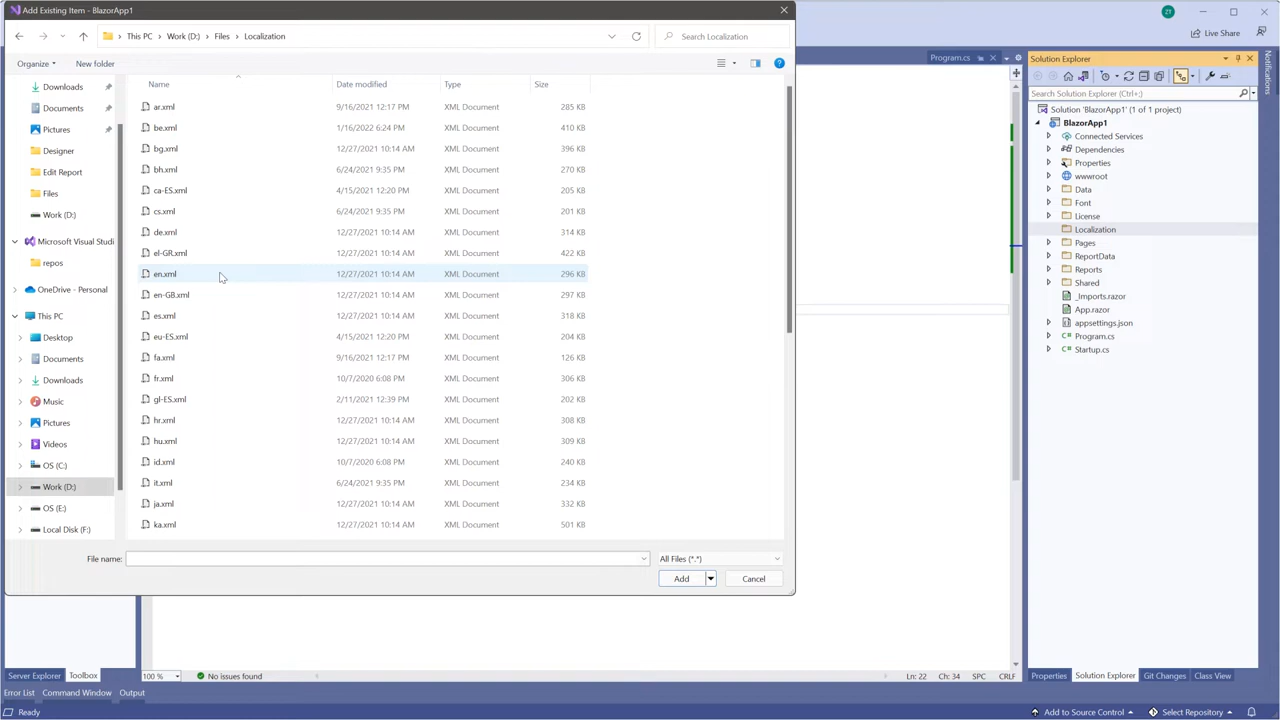 Add Existing Item - BlazorApp1
This PC > Work (D:) > Files > Localization
Search Localization
Organize
New folder
Downloads
Documents
Pictures
Designer
Edit Report
Files
Work (D:)
Microsoft Visual Studi
repos
OneDrive - Personal
This PC
Desktop
Documents
Downloads
Music
Pictures
Videos
OS (C:)
Work (D:)
OS (E:)
Local Disk (F:)
Name Date modified Type Size
ar.xml 9/16/2021 12:17 PM XML Document 285 KB
be.xml 1/16/2022 6:24 PM XML Document 410 KB
bg.xml 12/27/2021 10:14 AM XML Document 396 KB
bh.xml 6/24/2021 9:35 PM XML Document 270 KB
ca-ES.xml 4/15/2021 12:20 PM XML Document 205 KB
cs.xml 6/24/2021 9:35 PM XML Document 201 KB
de.xml 12/27/2021 10:14 AM XML Document 314 KB
el-GR.xml 12/27/2021 10:14 AM XML Document 422 KB
en.xml 12/27/2021 10:14 AM XML Document 296 KB
en-GB.xml 12/27/2021 10:14 AM XML Document 297 KB
es.xml 12/27/2021 10:14 AM XML Document 318 KB
eu-ES.xml 4/15/2021 12:20 PM XML Document 204 KB
fa.xml 9/16/2021 12:17 PM XML Document 126 KB
fr.xml 10/7/2020 6:08 PM XML Document 306 KB
gl-ES.xml 2/11/2021 12:39 PM XML Document 202 KB
hr.xml 12/27/2021 10:14 AM XML Document 308 KB
hu.xml 12/27/2021 10:14 AM XML Document 309 KB
id.xml 10/7/2020 6:08 PM XML Document 240 KB
it.xml 6/24/2021 9:35 PM XML Document 234 KB
ja.xml 12/27/2021 10:14 AM XML Document 332 KB
ka.xml 12/27/2021 10:14 AM XML Document 501 KB
File name:
All Files (*.*)
Add
Cancel
ZT
Live Share
Program.cs
Solution Explorer
Search Solution Explorer (Ctrl+;)
Solution 'BlazorApp1' (1 of 1 project)
BlazorApp1
Connected Services
Dependencies
Properties
wwwroot
Data
Font
License
Localization
Pages
ReportData
Reports
Shared
_Imports.razor
App.razor
appsettings.json
C# Program.cs
C# Startup.cs
Notifications
Server Explorer Toolbox
100 % No issues found Ln: 22 Ch: 34 SPC CRLF
Properties Solution Explorer Git Changes Class View
Error List Command Window Output
Ready
Add to Source Control
Select Repository